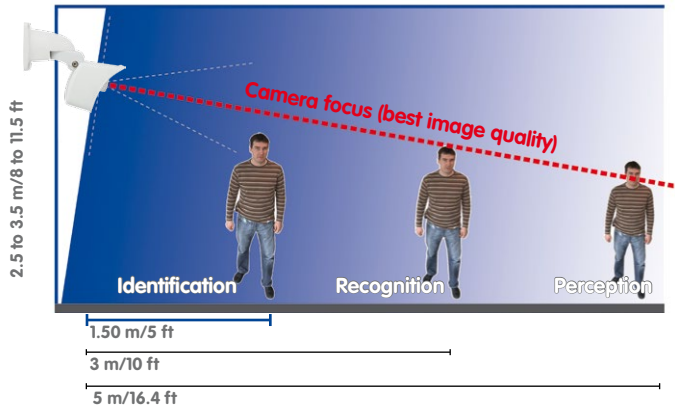 2.5 to 3.5 m/8 to 11.5 ft
Camera focus (best image quality)
Identification
Recognition
Perception
1.50 m/5 ft
3 m/10 ft
5 m/16.4 ft